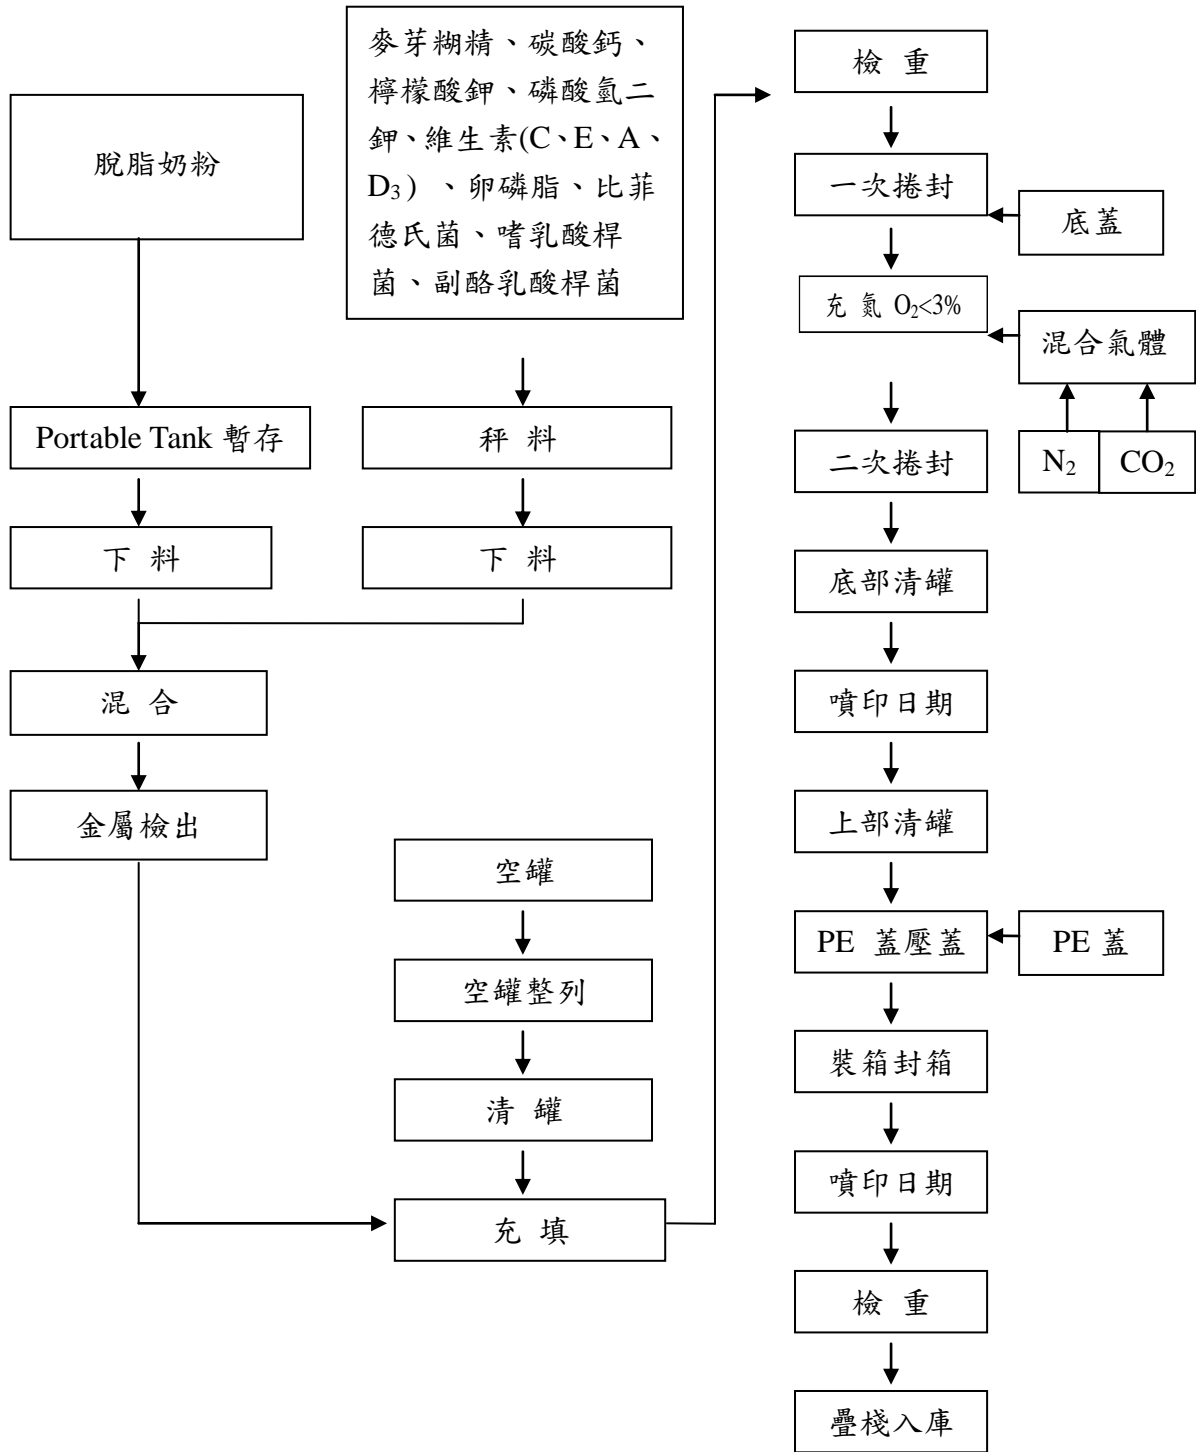 脫脂奶粉
Portable Tank 暫存
下 料
混 合
金屬檢出
麥芽糊精、碳酸鈣、
檸檬酸鉀、磷酸氫二
鉀、維生素(C、E、A、
D₃) 、卵磷脂、比菲
德氏菌、嗜乳酸桿
菌、副酪乳酸桿菌
秤 料
下 料
空罐
空罐整列
清 罐
充 填
檢 重
一次捲封
底蓋
充 氮 O₂<3%
混合氣體
N₂
CO₂
二次捲封
底部清罐
噴印日期
上部清罐
PE 蓋壓蓋
PE 蓋
裝箱封箱
噴印日期
檢 重
疊棧入庫